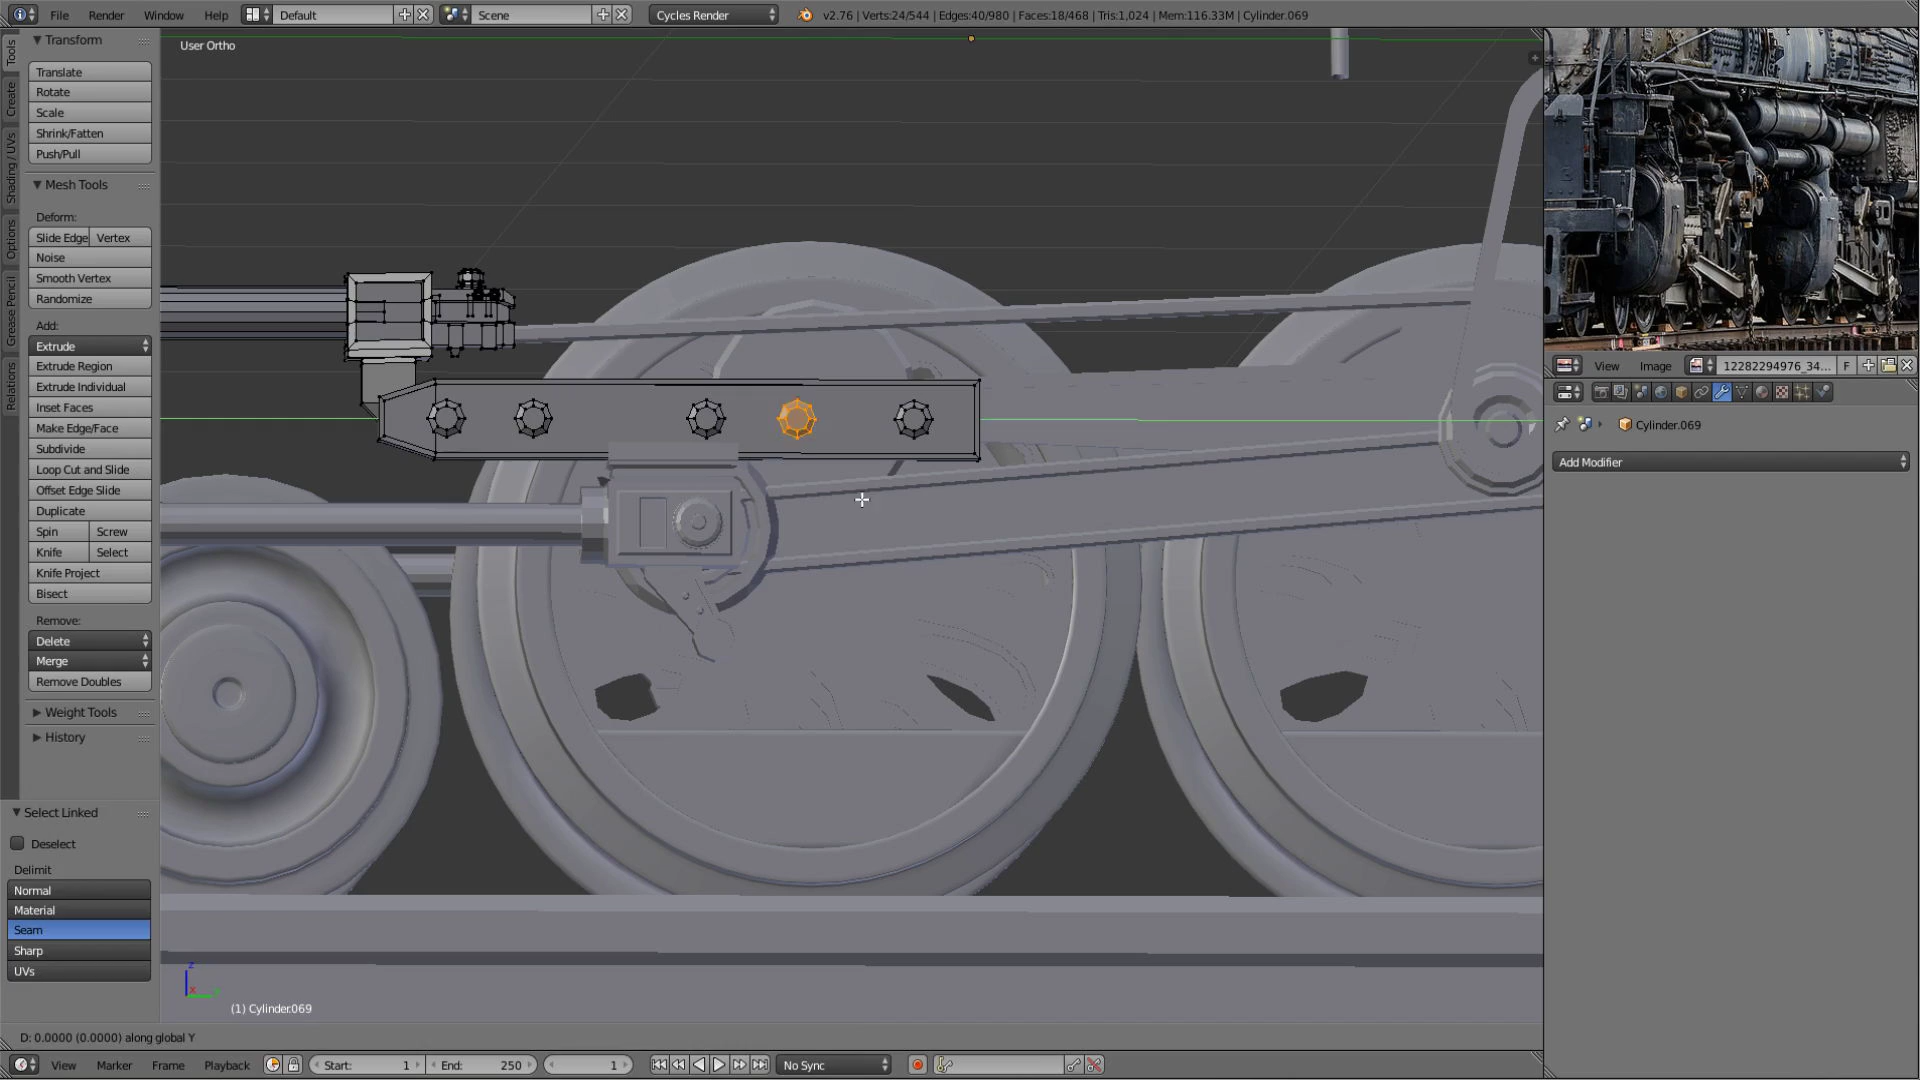 File Render Window Help Default Scene Cycles Render v2.76 | Verts:24/544 | Edges:40/980 | Faces:18/468 | Tris:1,024 | Mem:116.33M | Cylinder.069
Tools
Create
Shading / UVs
Options
Grease Pencil
Relations
Transform
Translate
Rotate
Scale
Shrink/Fatten
Push/Pull
Mesh Tools
Deform:
Slide Edge Vertex
Noise
Smooth Vertex
Randomize
Add:
Extrude
Extrude Region
Extrude Individual
Inset Faces
Make Edge/Face
Subdivide
Loop Cut and Slide
Offset Edge Slide
Duplicate
Spin Screw
Knife Select
Knife Project
Bisect
Remove:
Delete
Merge
Remove Doubles
Weight Tools
History
Select Linked
Deselect
Delimit
Normal
Material
Seam
Sharp
UVs
User Ortho
z
x
(1) Cylinder.069
D: 0.0000 (0.0000) along global Y
View Image 12282294976_34... F
Cylinder.069
Add Modifier
View Marker Frame Playback Start: 1 End: 250 1 No Sync